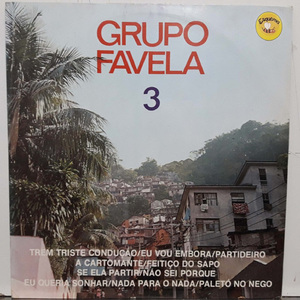 GRUPO
FAVELA
3
TREM TRISTE CONDUÇÃO/EU VOU EMBORA/PARTIDEIRO
A CARTOMANTE/FEITIÇO DO SAPO
SE ELA PARTIR/NÃO SEI PORQUE
EU QUERIA SONHAR/NADA PARA O NADA/PALETÓ NO NEGO